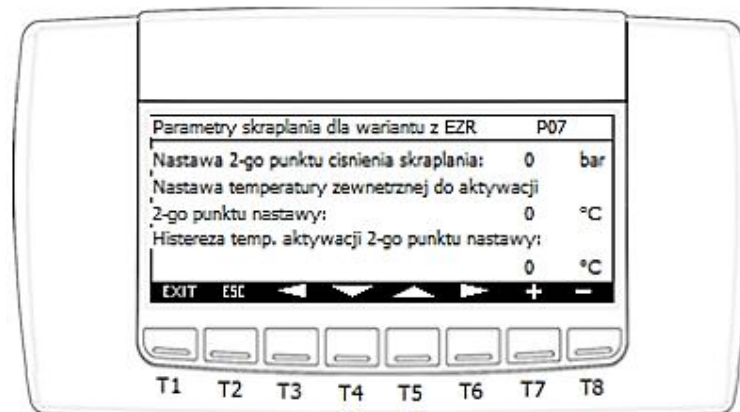 Parametry skraplania dla wariantu z EZR P07
Nastawa 2-go punktu cisnienia skraplania: 0 bar
Nastawa temperatury zewnetrznej do aktywacji
2-go punktu nastawy: 0 °C
Histereza temp. aktywacji 2-go punktu nastawy:
0 °C
EXIT ESC + -
T1 T2 T3 T4 T5 T6 T7 T8